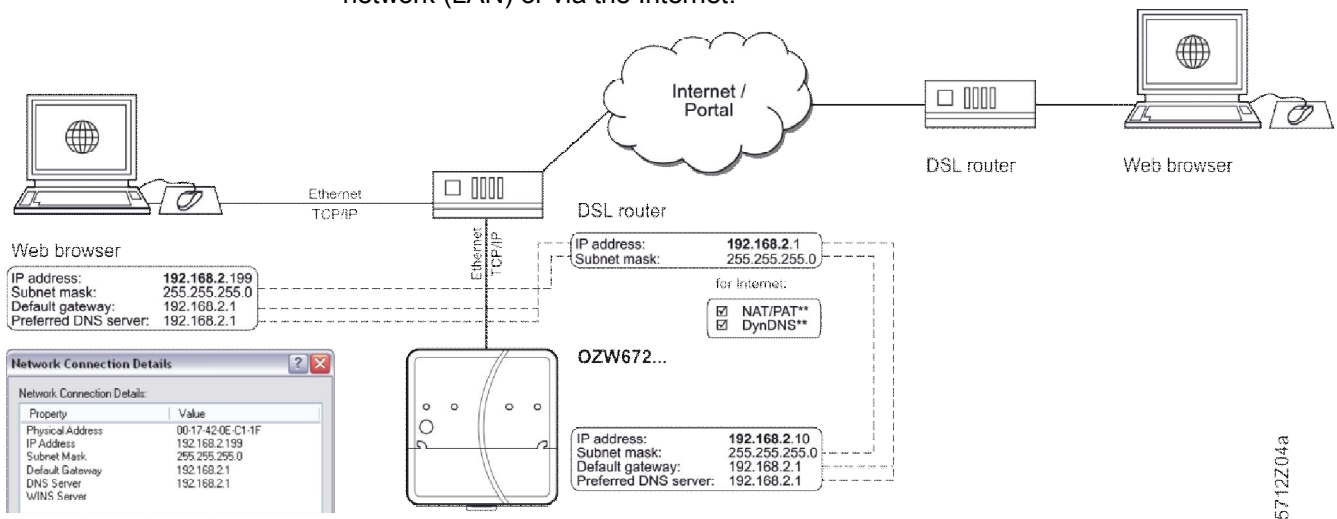 network (LAN) or via the Internet.
Internet /
Portal
DSL router
Web browser
Ethernet
TCP/IP
DSL router
Web browser
Ethernet
TCP/IP
IP address: 192.168.2.1
Subnet mask: 255.255.255.0
for Internet:
☑ NAT/PAT**
☑ DynDNS**
IP address: 192.168.2.199
Subnet mask: 255.255.255.0
Default gateway: 192.168.2.1
Preferred DNS server: 192.168.2.1
Network Connection Details
Network Connection Details:
Property Value
Physical Address 00-17-42-0E-C1-1F
IP Address 192.168.2.199
Subnet Mask 255.255.255.0
Default Gateway 192.168.2.1
DNS Server 192.168.2.1
WINS Server
OZW672...
IP address: 192.168.2.10
Subnet mask: 255.255.255.0
Default gateway: 192.168.2.1
Preferred DNS server: 192.168.2.1
5712Z04a